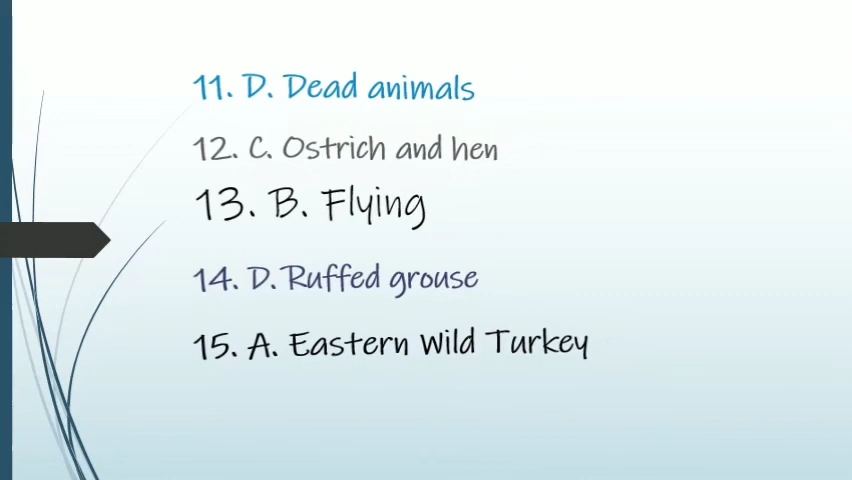 11. D. Dead animals
12. C. Ostrich and hen
13. B. Flying
14. D. Ruffed grouse
15. A. Eastern Wild Turkey